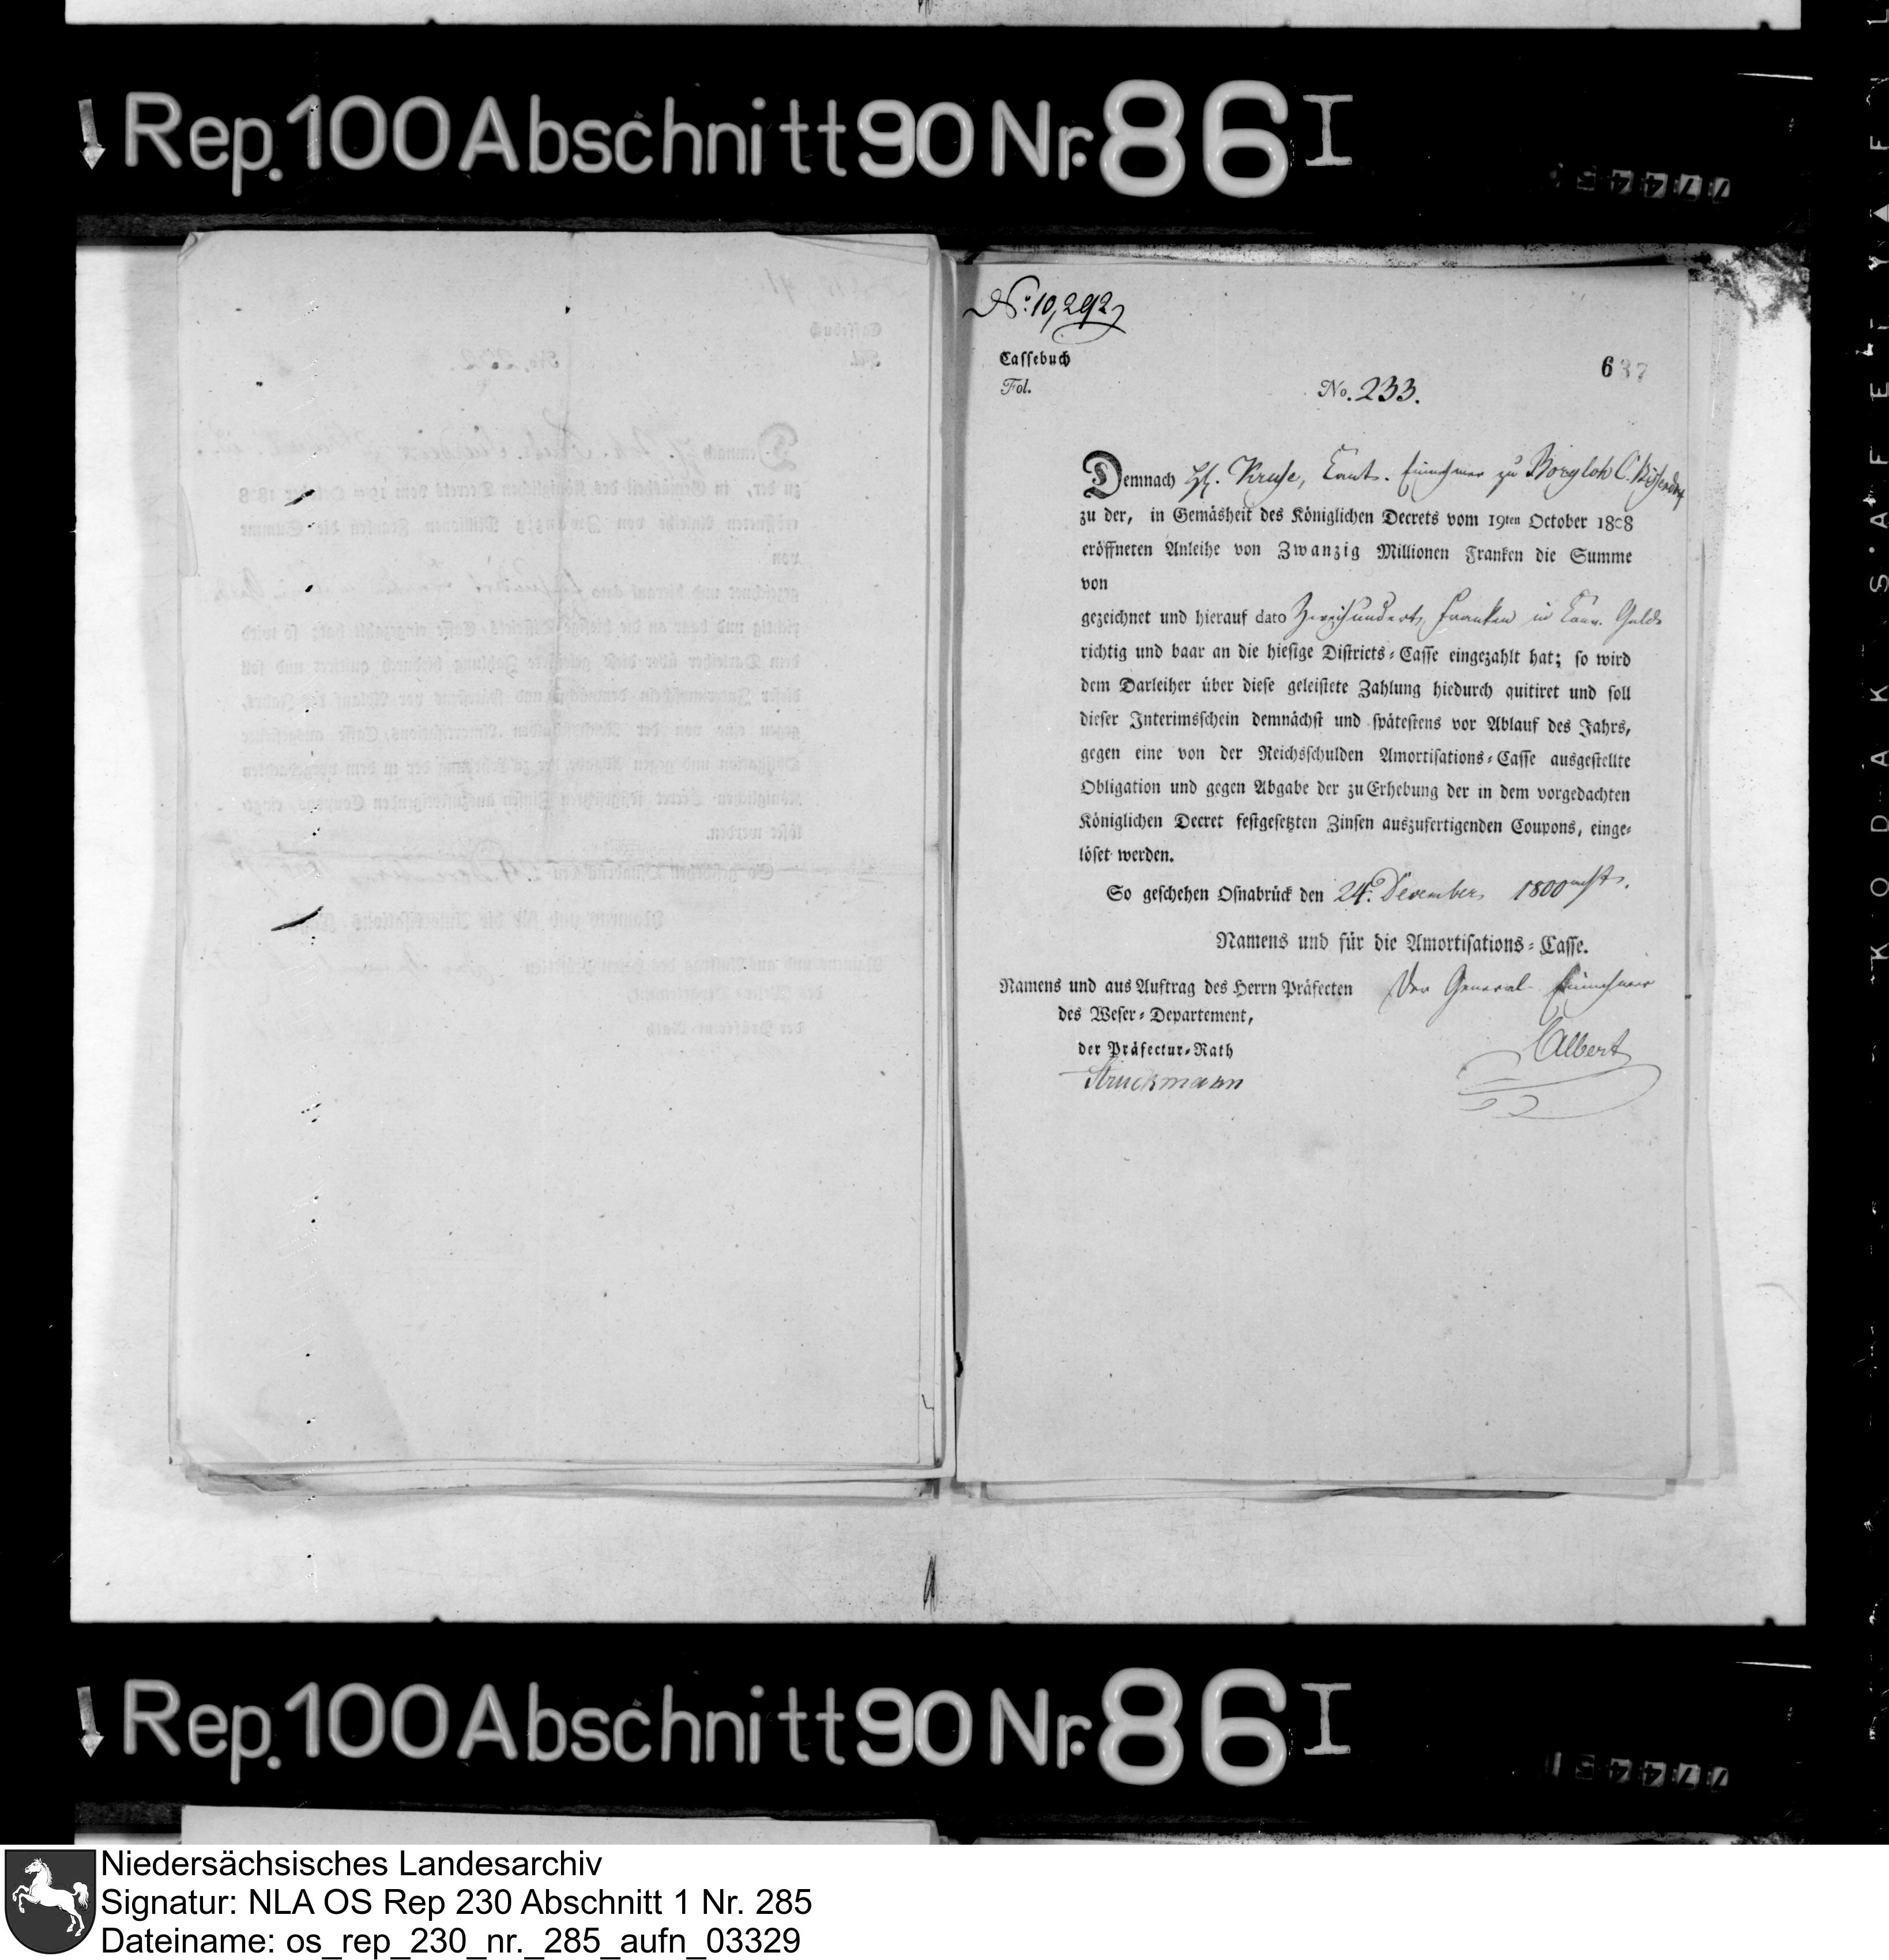 Rep. 100 Abschnitt 90 Nr. 86 I
No. 10,292
Cassebuch
Fol.
637
No. 233.
Demnach H. Kruse, Cant. Einnehmer zu Borgloh
zu der, in Gemäsheit des Königlichen Decrets vom 19ten October 1808
eröffneten Anleihe von Zwanzig Millionen Franken die Summe
von
gezeichnet und hierauf dato Zweyhundert Franken in Conv. Gelde
richtig und baar an die hiesige Districts-Casse eingezahlt hat; so wird
dem Darleiher über diese geleistete Zahlung hiedurch quitiret und soll
dieser Interimsschein demnächst und spätestens vor Ablauf des Jahrs,
gegen eine von der Reichsschulden Amortisations-Casse ausgestellte
Obligation und gegen Abgabe der zu Erhebung der in dem vorgedachten
Königlichen Decret festgesetzten Zinsen auszufertigenden Coupons, einge-
löset werden.
So geschehen Osnabrück den 24. December 1800
Namens und für die Amortisations-Casse.
Namens und aus Auftrag des Herrn Präfecten
des Weser-Departement,
der Präfectur-Rath
Struckmann
Der General-Einnehmer
Albert
Rep. 100 Abschnitt 90 Nr. 86 I
KODAK SAFETY
Niedersächsisches Landesarchiv
Signatur: NLA OS Rep 230 Abschnitt 1 Nr. 285
Dateiname: os_rep_230_nr._285_aufn_03329